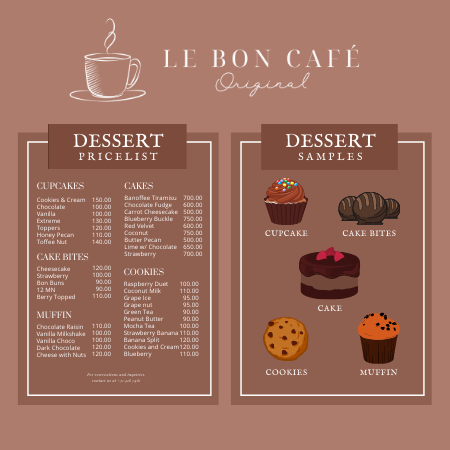 LE BON CAFÉ
Original
DESSERT
PRICELIST
CUPCAKES
Cookies & Cream 150.00
Chocolate 100.00
Vanilla 100.00
Extreme 130.00
Toppers 120.00
Honey Pecan 110.00
Toffee Nut 140.00
CAKE BITES
Cheesecake 120.00
Strawberry 100.00
Bon Buns 90.00
12 MN 90.00
Berry Topped 110.00
MUFFIN
Chocolate Raisin 110.00
Vanilla Milkshake 120.00
Vanilla Choco 100.00
Dark Chocolate 120.00
Cheese with Nuts 120.00
CAKES
Banoffee Tiramisu 700.00
Chocolate Fudge 600.00
Carrot Cheesecake 500.00
Blueberry Buckle 750.00
Red Velvet 600.00
Coconut 750.00
Butter Pecan 500.00
Lime w/ Chocolate 650.00
Strawberry 700.00
COOKIES
Raspberry Duet 100.00
Coconut Milk 110.00
Grape Ice 95.00
Grape nut 95.00
Green Tea 90.00
Peanut Butter 90.00
Mocha Tea 100.00
Strawberry Banana 110.00
Banana Split 120.00
Cookies and Cream 120.00
Blueberry 110.00
For reservations and inquiries
contact us at
DESSERT
SAMPLES
CUPCAKE
CAKE BITES
CAKE
COOKIES
MUFFIN